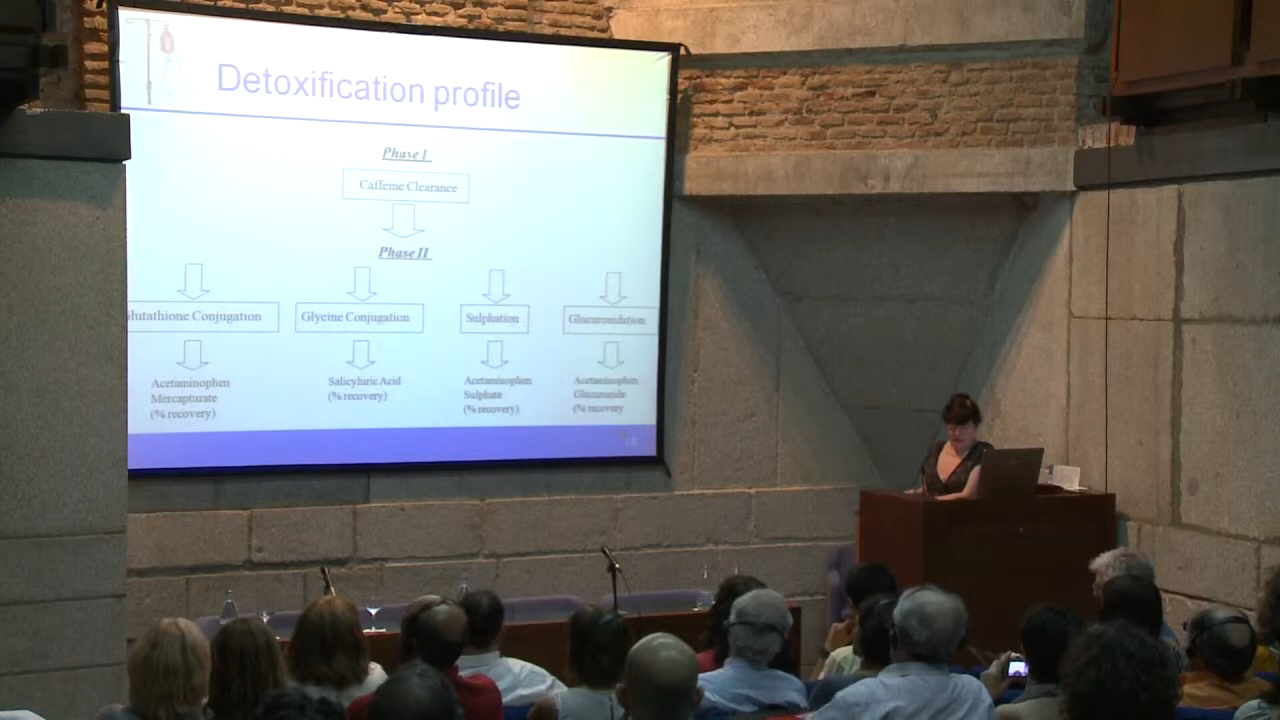 Detoxification profile
Phase I
Caffeine Clearance
Phase II
lutathione Conjugation
Glycine Conjugation
Sulphation
Glucuronidation
Acetaminophen
Mercapturate
(% recovery)
Salicyluric Acid
(% recovery)
Acetaminophen
Sulphate
(% recovery)
Acetaminophen
Glucuronide
(% recovery